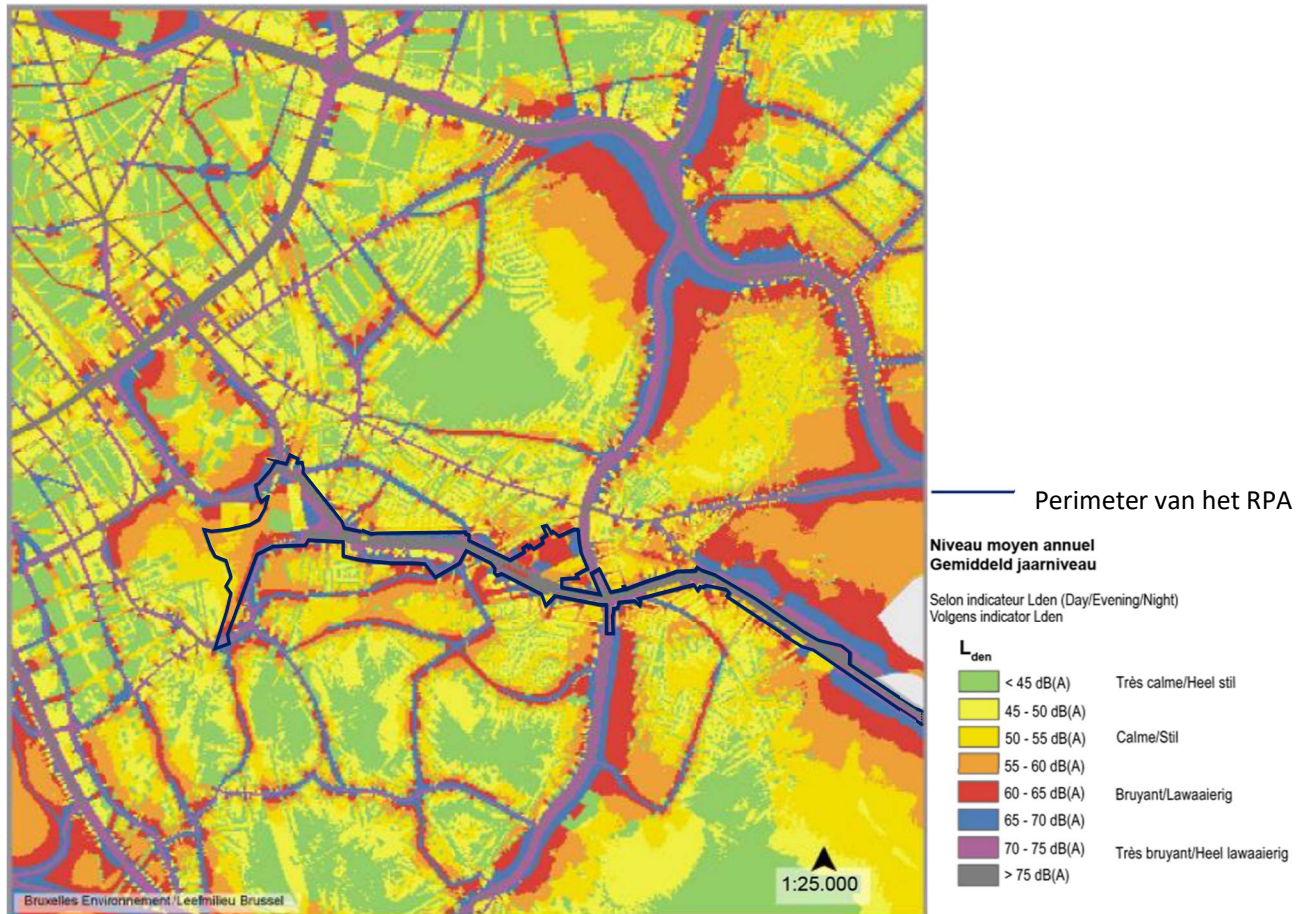 Perimeter van het RPA
Niveau moyen annuel
Gemiddeld jaarniveau
Selon indicateur Lden (Day/Evening/Night)
Volgens indicator Lden
Lden
< 45 dB(A) Très calme/Heel stil
45 - 50 dB(A)
50 - 55 dB(A) Calme/Stil
55 - 60 dB(A)
60 - 65 dB(A) Bruyant/Lawaaierig
65 - 70 dB(A)
70 - 75 dB(A) Très bruyant/Heel lawaaierig
> 75 dB(A)
1:25.000
Bruxelles Environnement/Leefmilieu Brussel